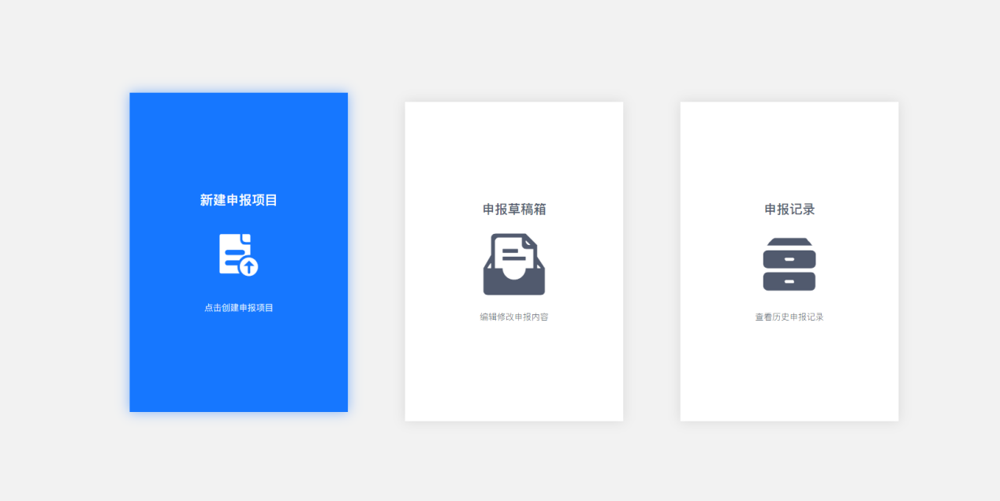 新建申报项目
点击创建申报项目
申报草稿箱
编辑修改申报内容
申报记录
查看历史申报记录